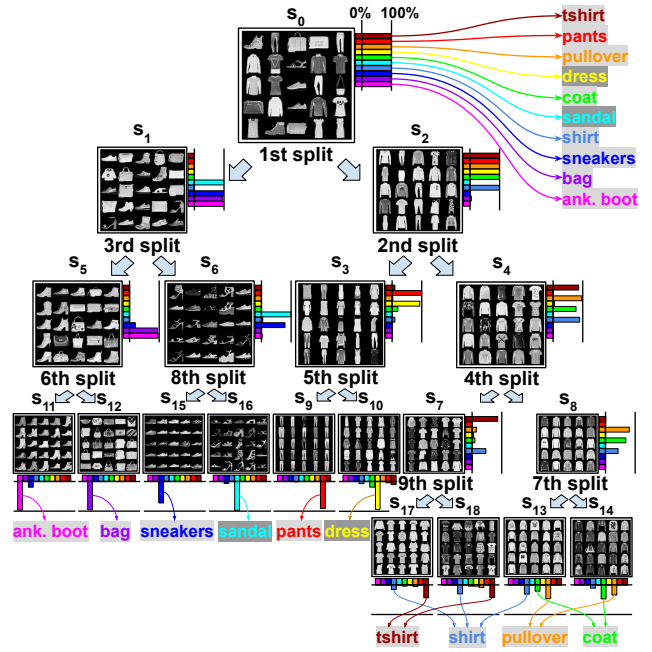 S0 0% 100%
tshirt
pants
pullover
dress
coat
sandal
shirt
sneakers
bag
ank. boot
1st split
S1 S2
3rd split 2nd split
S5 S6 S3 S4
6th split 8th split 5th split 4th split
S11 S12 S15 S16 S9 S10 S7 S8
9th split 7th split
S17 S18 S13 S14
ank. boot bag sneakers sandal pants dress
tshirt shirt pullover coat